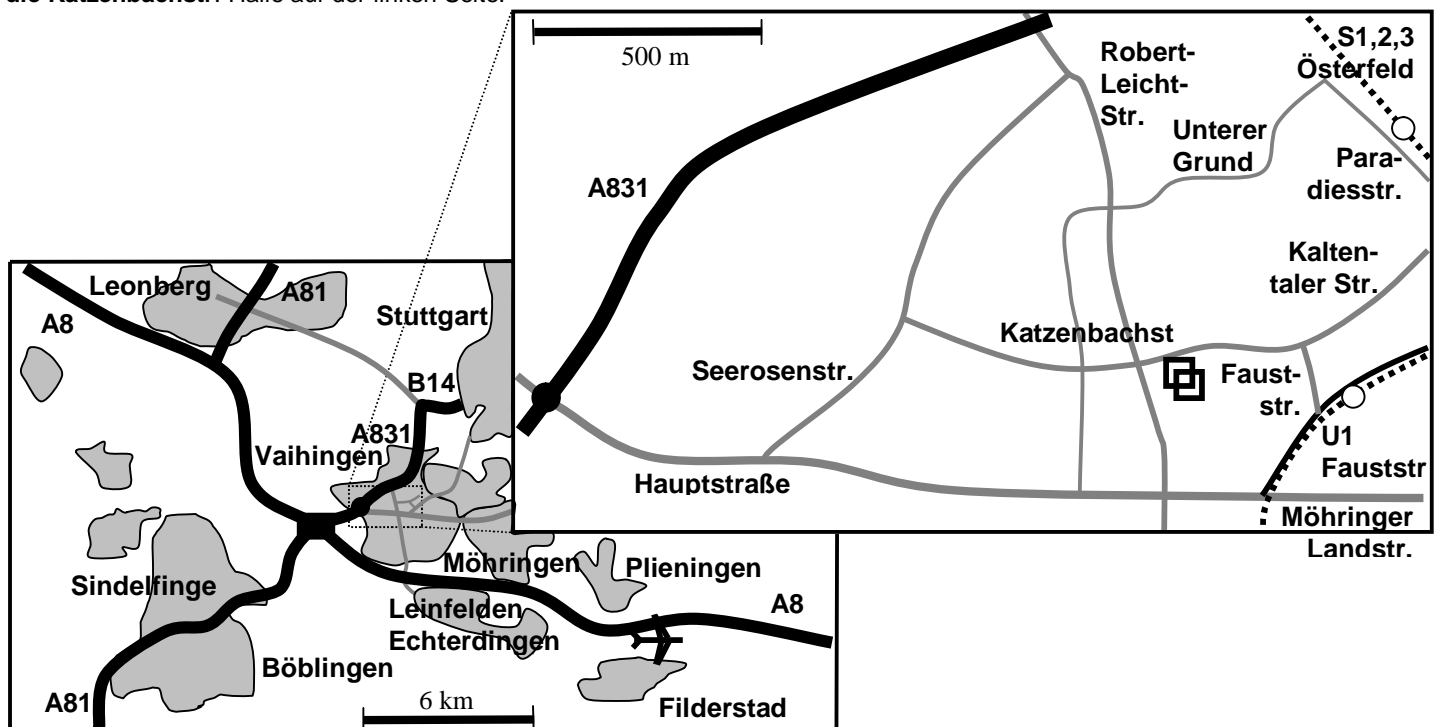 die Katzenbachstr. Halle auf der linken Seite.
500 m
S1,2,3
Österfeld
Robert-
Leicht-
Str.
Unterer
Grund
Para-
diesstr.
A831
Kalten-
taler Str.
Katzenbachst
Seerosenstr.
Faust-
str.
U1
Fauststr
Hauptstraße
Möhringer
Landstr.
Leonberg
A81
A8
Stuttgart
B14
A831
Vaihingen
Möhringen
Plieningen
Sindelfinge
Leinfelden
Echterdingen
A8
Böblingen
A81
6 km
Filderstad